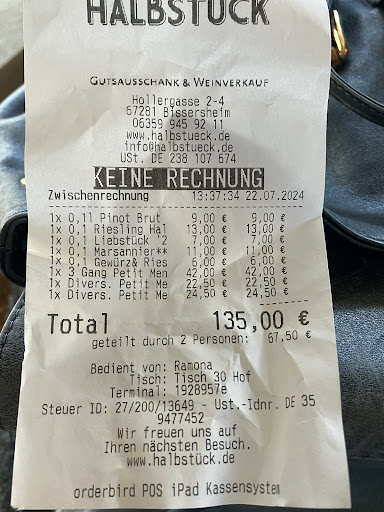 HALBSTÜCK
GUTSAUSSCHANK & WEINVERKAUF
Hollergasse 2-4
67281 Bissersheim
06359 945 92 11
www.halbstueck.de
info@halbstueck.de
USt. DE 238 107 674
KEINE RECHNUNG
Zwischenrechnung 13:37:34 22.07.2024
1x 0,1l Pinot Brut 9,00 € 9,00 €
1x 0,1 Riesling Hal 13,00 € 13,00 €
1x 0,1 Liebstück '2 7,00 € 7,00 €
1x 0,1 Marsannier** 11,00 € 11,00 €
1x 0,1 Gewürz& Ries 6,00 € 6,00 €
1x 3 Gang Petit Men 42,00 € 42,00 €
1x Divers. Petit Me 22,50 € 22,50 €
1x Divers. Petit Me 24,50 € 24,50 €
Total 135,00 €
geteilt durch 2 Personen: 67,50 €
Bedient von: Ramona
Tisch: Tisch 30 Hof
Terminal: 1928957e
Steuer ID: 27/200/13649 - Ust.-Idnr. DE 35
9477452
Wir freuen uns auf
Ihren nächsten Besuch.
www.halbstück.de
orderbird POS iPad Kassensystem